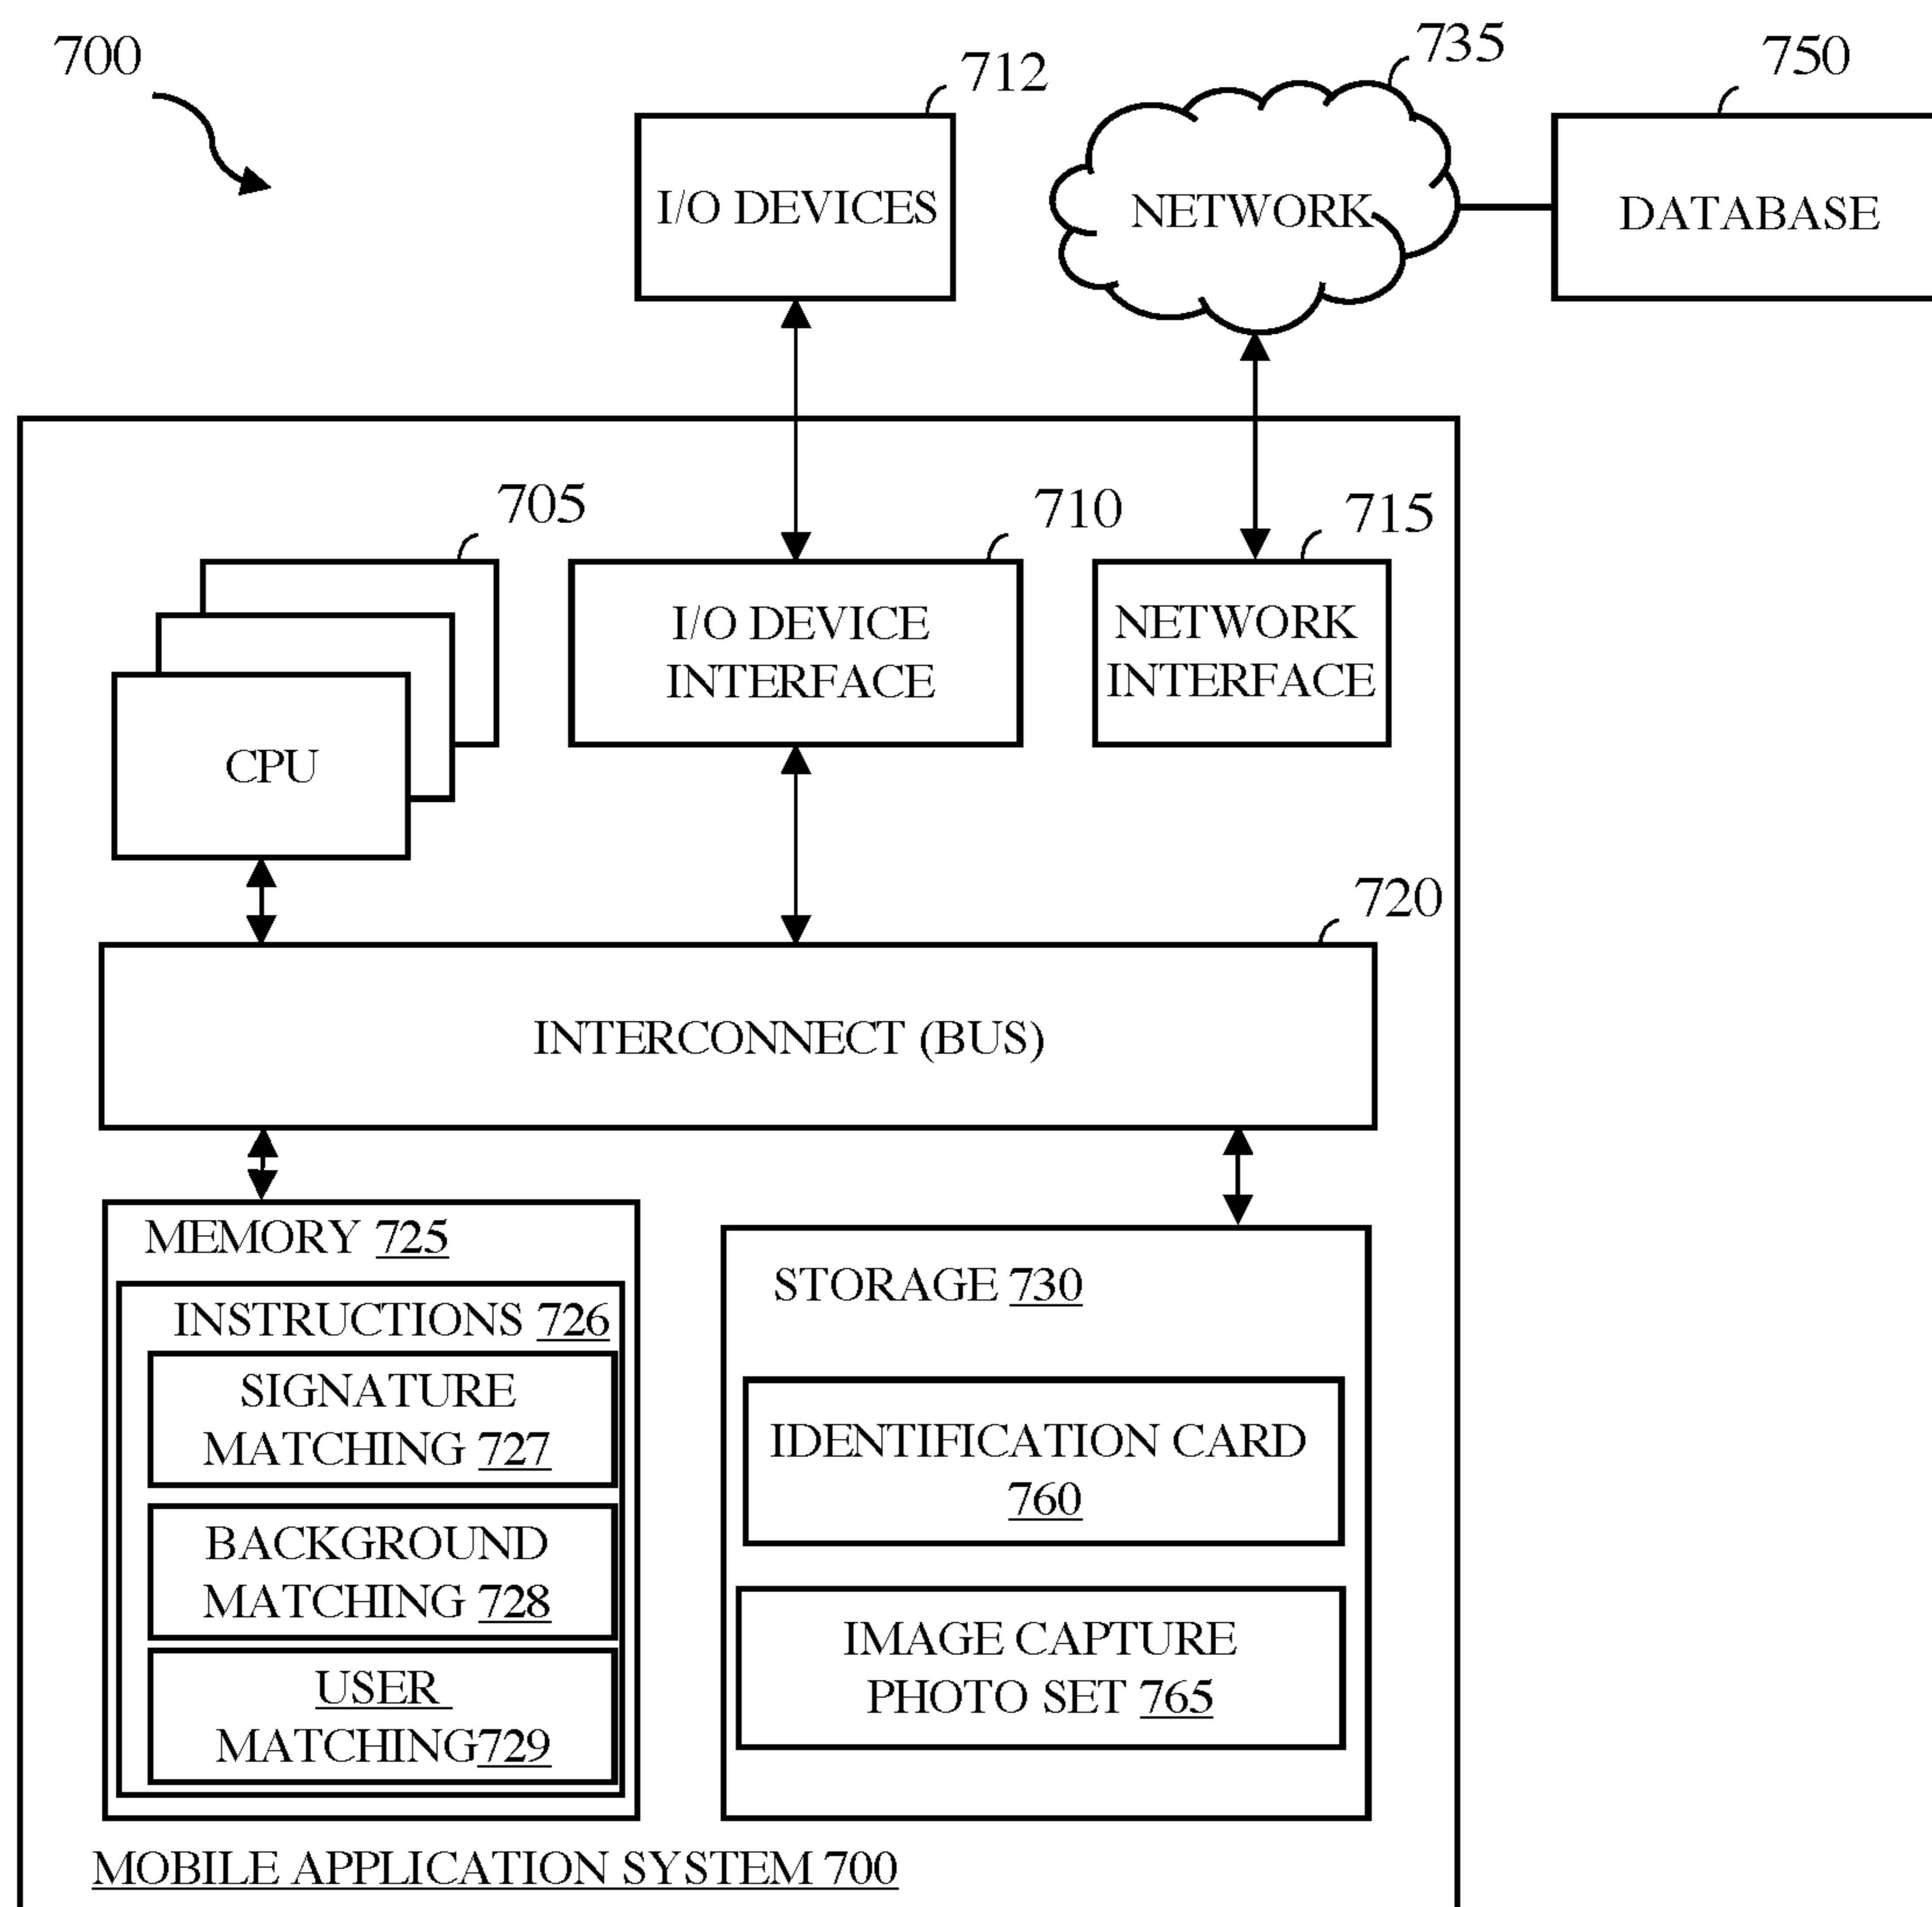 700
712
735
750
I/O DEVICES
NETWORK
DATABASE
705
710
715
I/O DEVICE
INTERFACE
NETWORK
INTERFACE
CPU
720
INTERCONNECT (BUS)
MEMORY 725
INSTRUCTIONS 726
SIGNATURE
MATCHING 727
BACKGROUND
MATCHING 728
USER
MATCHING729
STORAGE 730
IDENTIFICATION CARD
760
IMAGE CAPTURE
PHOTO SET 765
MOBILE APPLICATION SYSTEM 700